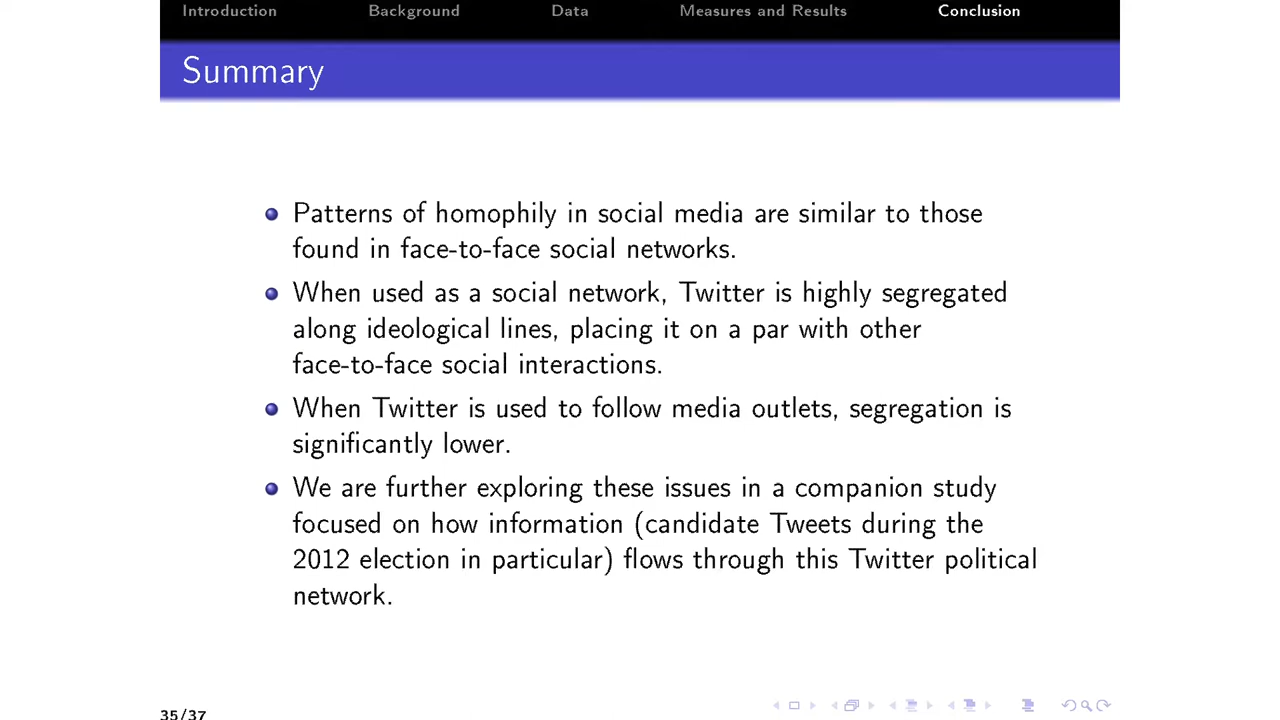 Introduction Background Data Measures and Results Conclusion
Summary
Patterns of homophily in social media are similar to those
found in face-to-face social networks.
When used as a social network, Twitter is highly segregated
along ideological lines, placing it on a par with other
face-to-face social interactions.
When Twitter is used to follow media outlets, segregation is
significantly lower.
We are further exploring these issues in a companion study
focused on how information (candidate Tweets during the
2012 election in particular) flows through this Twitter political
network.
35/37